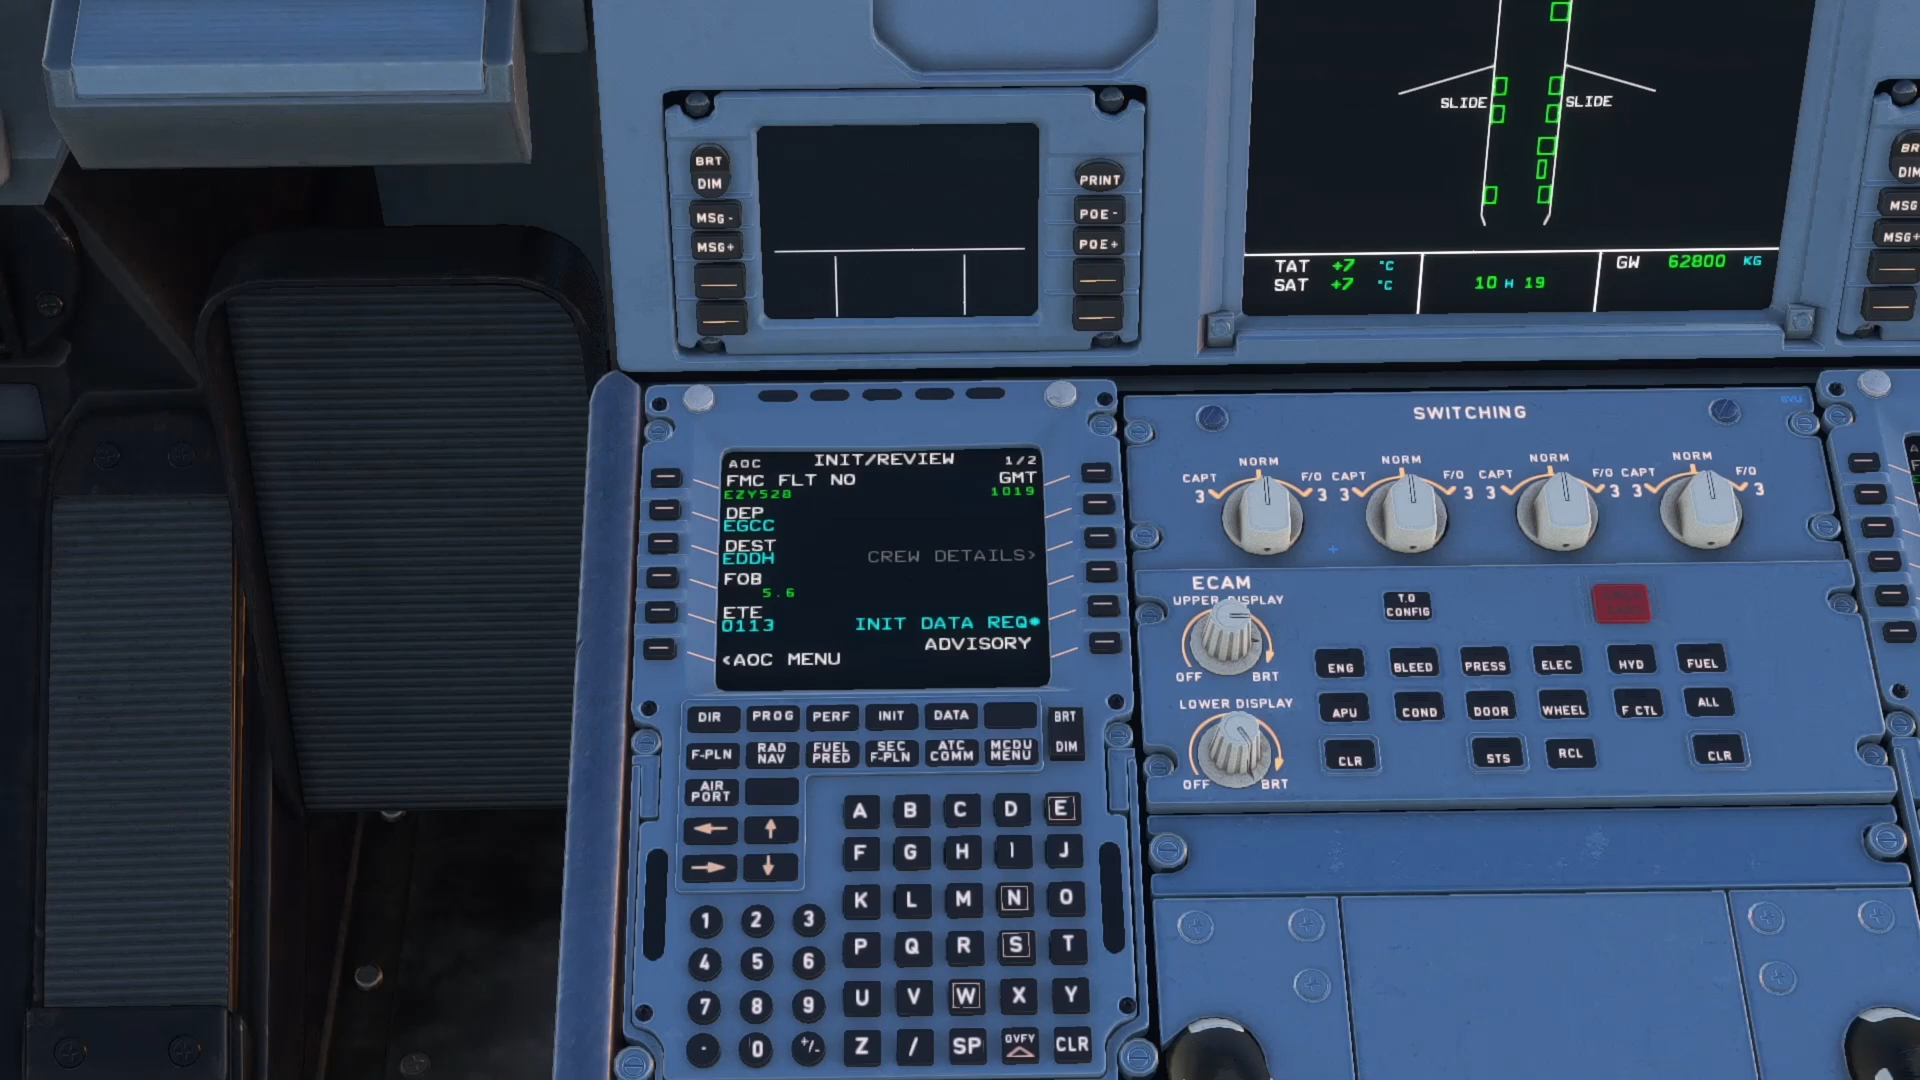 SLIDE SLIDE
TAT +7 °C
SAT +7 °C
10 H 19
GW 62800 KG
BRT
DIM
MSG-
MSG+
PRINT
POE-
POE+
BR
DIM
MSG
MSG+
AOC INIT/REVIEW 1/2
FMC FLT NO GMT
EZY528 1019
DEP
EGCC
DEST
EDDH CREW DETAILS>
FOB
5.6
ETE
0113 INIT DATA REQ*
ADVISORY
<AOC MENU
SWITCHING
NORM NORM NORM NORM
CAPT F/O CAPT F/O CAPT F/O CAPT F/O
3 3 3 3 3 3 3 3
ECAM
UPPER DISPLAY
OFF BRT
LOWER DISPLAY
OFF BRT
T.O
CONFIG
ENG BLEED PRESS ELEC HYD FUEL
APU COND DOOR WHEEL F CTL ALL
CLR STS RCL CLR
DIR PROG PERF INIT DATA
BRT
DIM
F-PLN RAD NAV FUEL PRED SEC F-PLN ATC COMM MCDU MENU
AIR PORT
A B C D E
F G H I J
K L M N O
P Q R S T
U V W X Y
Z / SP OVFY CLR
1 2 3
4 5 6
7 8 9
. 0 +/-